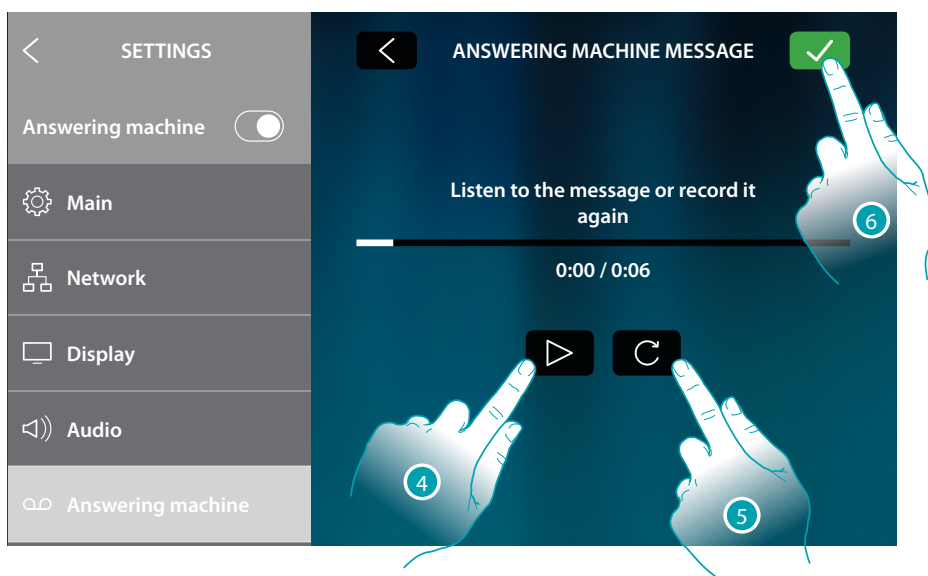 SETTINGS
Answering machine
Main
Network
Display
Audio
Answering machine
ANSWERING MACHINE MESSAGE
Listen to the message or record it
again
0:00 / 0:06
4
5
6